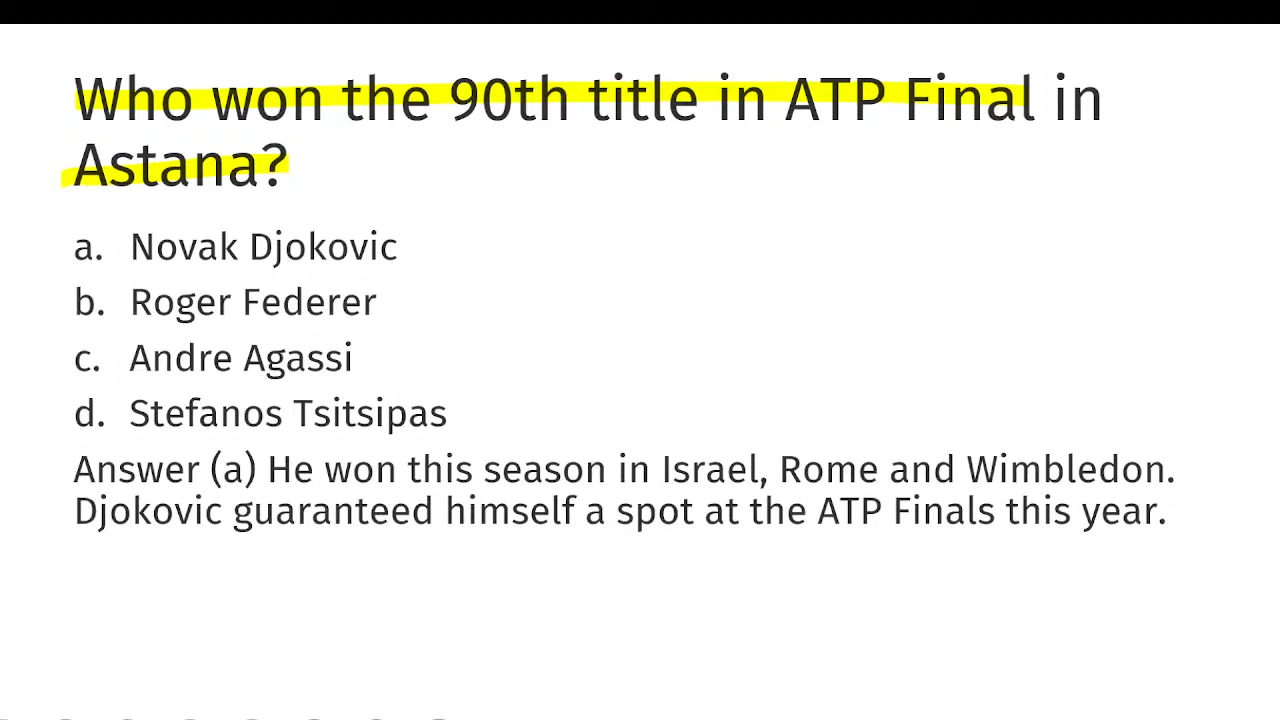 Who won the 90th title in ATP Final in
Astana?
a. Novak Djokovic
b. Roger Federer
c. Andre Agassi
d. Stefanos Tsitsipas
Answer (a) He won this season in Israel, Rome and Wimbledon.
Djokovic guaranteed himself a spot at the ATP Finals this year.